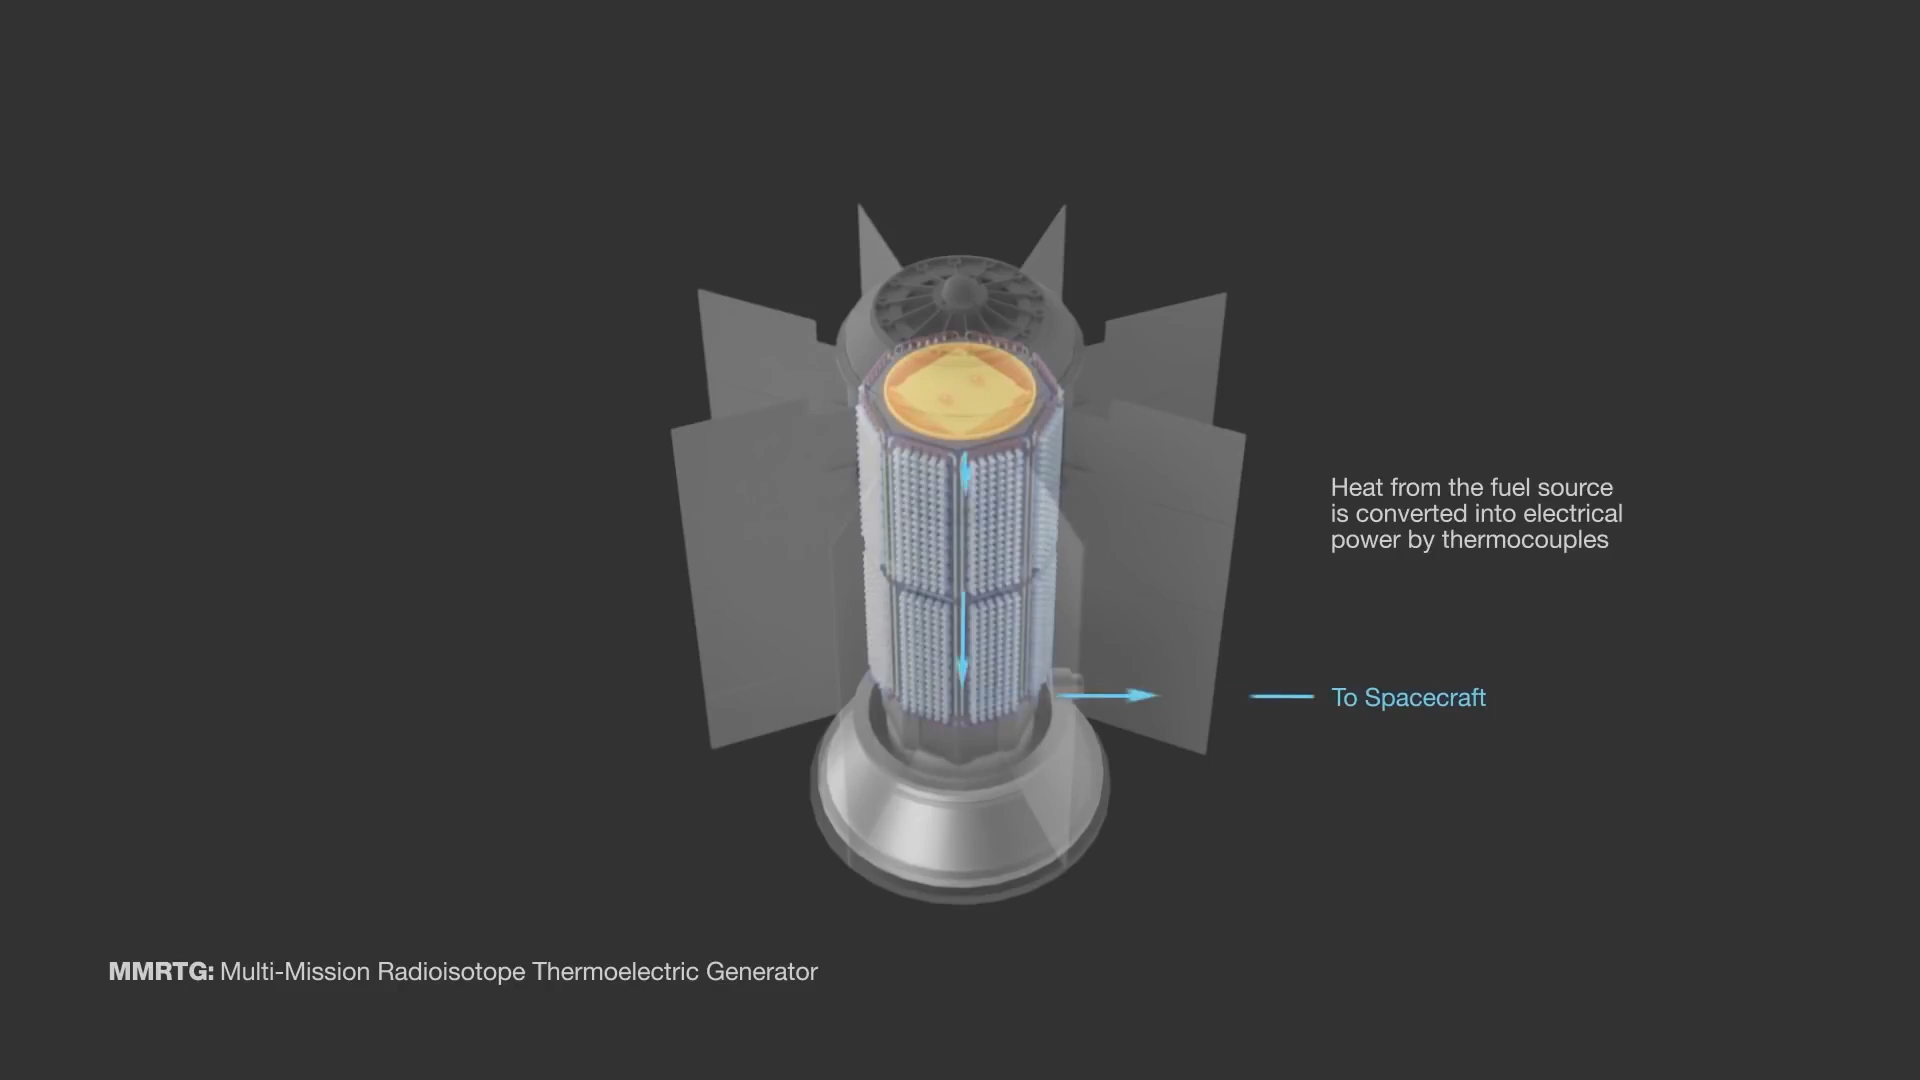 Heat from the fuel source
is converted into electrical
power by thermocouples
To Spacecraft
MMRTG: Multi-Mission Radioisotope Thermoelectric Generator